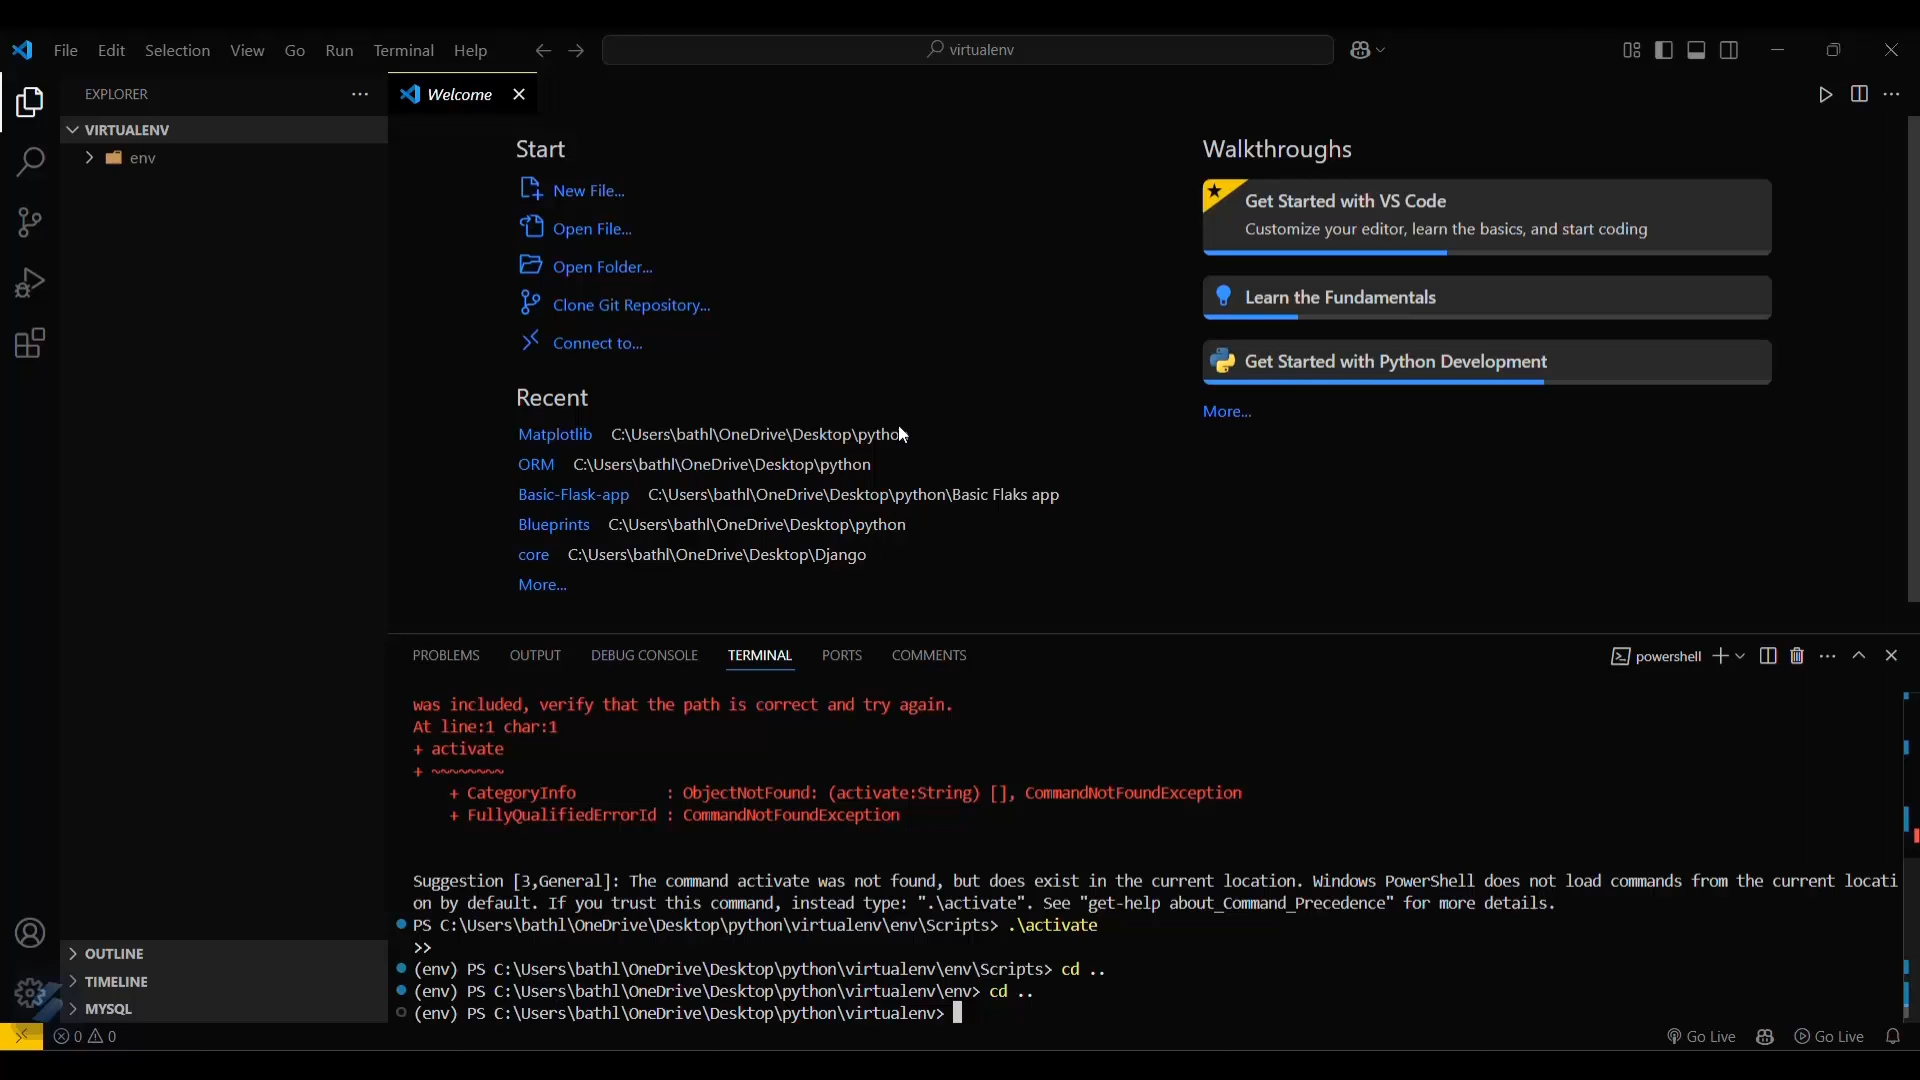 File Edit Selection View Go Run Terminal Help virtualenv
EXPLORER
Welcome
VIRTUALENV
env
Start
New File...
Open File...
Open Folder...
Clone Git Repository...
Connect to...
Recent
Matplotlib C:\Users\bathl\OneDrive\Desktop\python
ORM C:\Users\bathl\OneDrive\Desktop\python
Basic-Flask-app C:\Users\bathl\OneDrive\Desktop\python\Basic Flaks app
Blueprints C:\Users\bathl\OneDrive\Desktop\python
core C:\Users\bathl\OneDrive\Desktop\Django
More...
Walkthroughs
Get Started with VS Code
Customize your editor, learn the basics, and start coding
Learn the Fundamentals
Get Started with Python Development
More...
PROBLEMS OUTPUT DEBUG CONSOLE TERMINAL PORTS COMMENTS
powershell
was included, verify that the path is correct and try again.
At line:1 char:1
+ activate
+ ~~~~~~~~
+ CategoryInfo : ObjectNotFound: (activate:String) [], CommandNotFoundException
+ FullyQualifiedErrorId : CommandNotFoundException
Suggestion [3,General]: The command activate was not found, but does exist in the current location. Windows PowerShell does not load commands from the current locati
on by default. If you trust this command, instead type: ".\activate". See "get-help about_Command_Precedence" for more details.
PS C:\Users\bathl\OneDrive\Desktop\python\virtualenv\env\Scripts> .\activate
>>
(env) PS C:\Users\bathl\OneDrive\Desktop\python\virtualenv\env\Scripts> cd ..
(env) PS C:\Users\bathl\OneDrive\Desktop\python\virtualenv\env> cd ..
(env) PS C:\Users\bathl\OneDrive\Desktop\python\virtualenv>
OUTLINE
TIMELINE
MYSQL
0 0
Go Live
Go Live